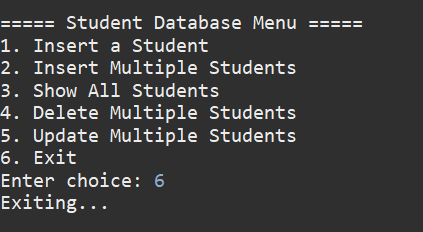 ===== Student Database Menu =====
1. Insert a Student
2. Insert Multiple Students
3. Show All Students
4. Delete Multiple Students
5. Update Multiple Students
6. Exit
Enter choice: 6
Exiting...